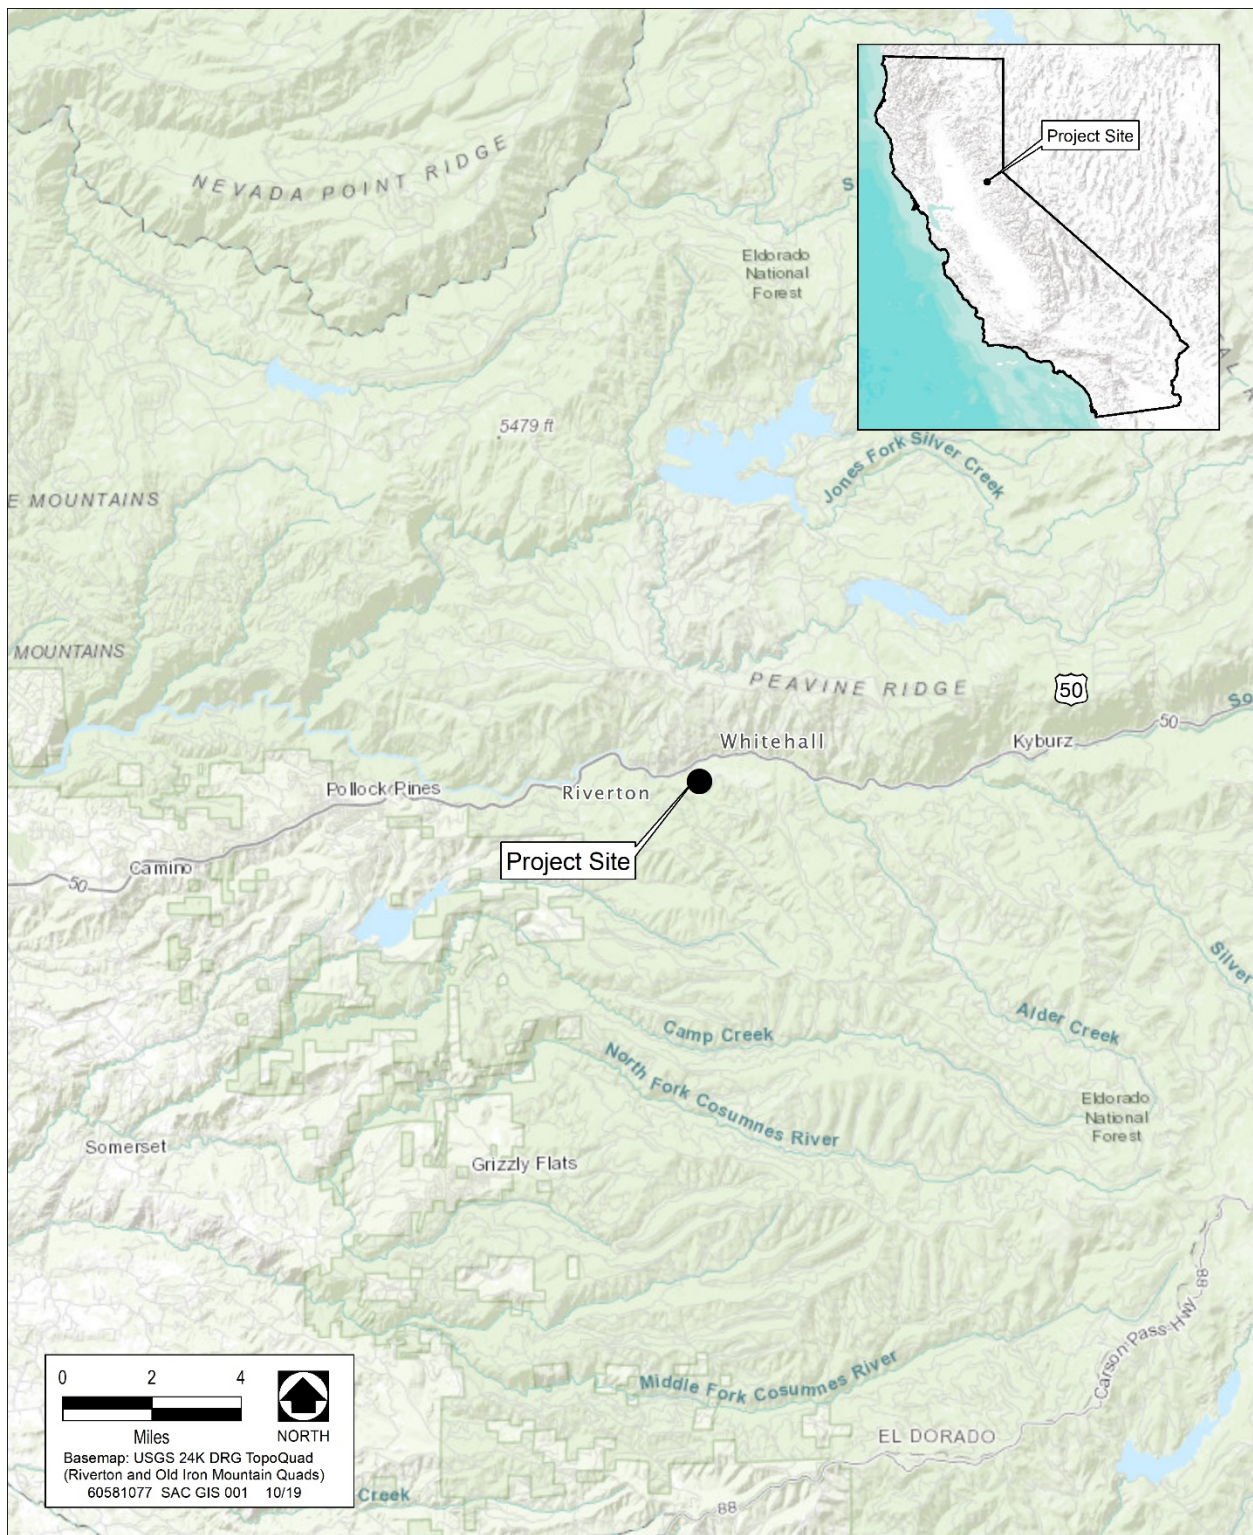 NEVADA POINT RIDGE
Project Site
S
Eldorado
National
Forest
5479 ft
Jones Fork Silver Creek
E MOUNTAINS
MOUNTAINS
PEAVINE RIDGE
50
So
50
Whitehall
Kyburz
Pollock Pines
Riverton
Project Site
Camino
50
Silver
Alder Creek
Camp Creek
North Fork Cosumnes River
Eldorado
National
Forest
Somerset
Grizzly Flats
88
Carson Pass Hwy
Middle Fork Cosumnes River
EL DORADO
0 2 4
Miles
NORTH
Basemap: USGS 24K DRG TopoQuad
(Riverton and Old Iron Mountain Quads)
60581077 SAC GIS 001 10/19
Creek
88